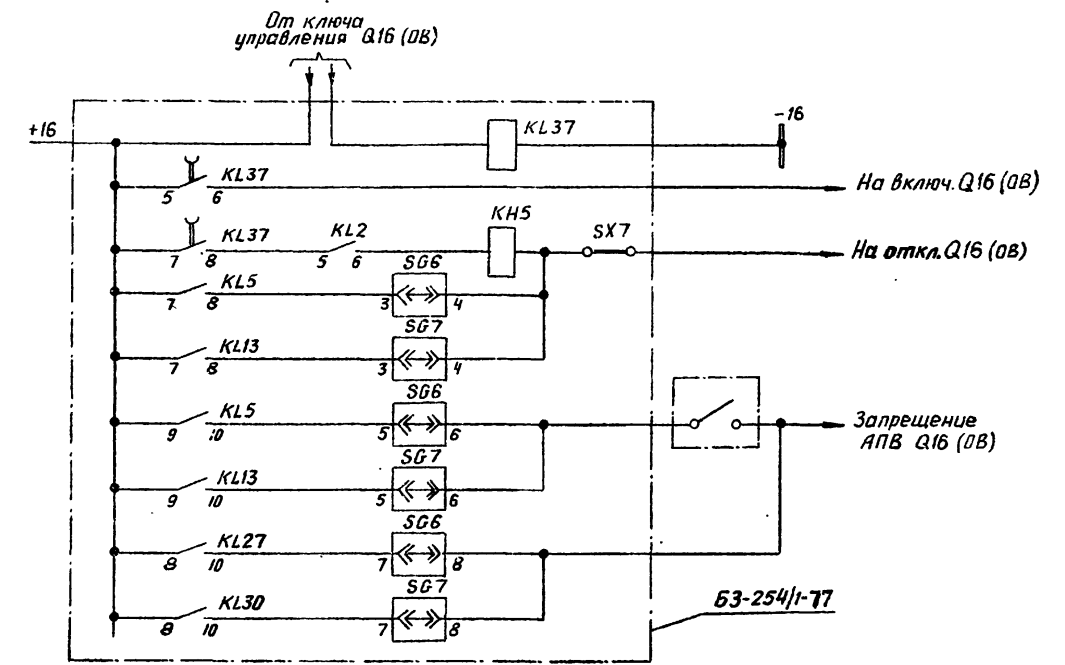 От ключа
управления Q16 (ОВ)
+16
KL37
-16
KL37
5 6
На включ. Q16 (ОВ)
KL37
7 8
KL2
5 6
KH5
SX7
На откл. Q16 (ОВ)
KL5
7 8
SG6
3 4
KL13
7 8
SG7
3 4
KL5
9 10
SG6
5 6
Запрещение
АПВ Q16 (ОВ)
KL13
9 10
SG7
5 6
KL27
8 10
SG6
7 8
KL30
8 10
SG7
7 8
БЗ-254/1-77